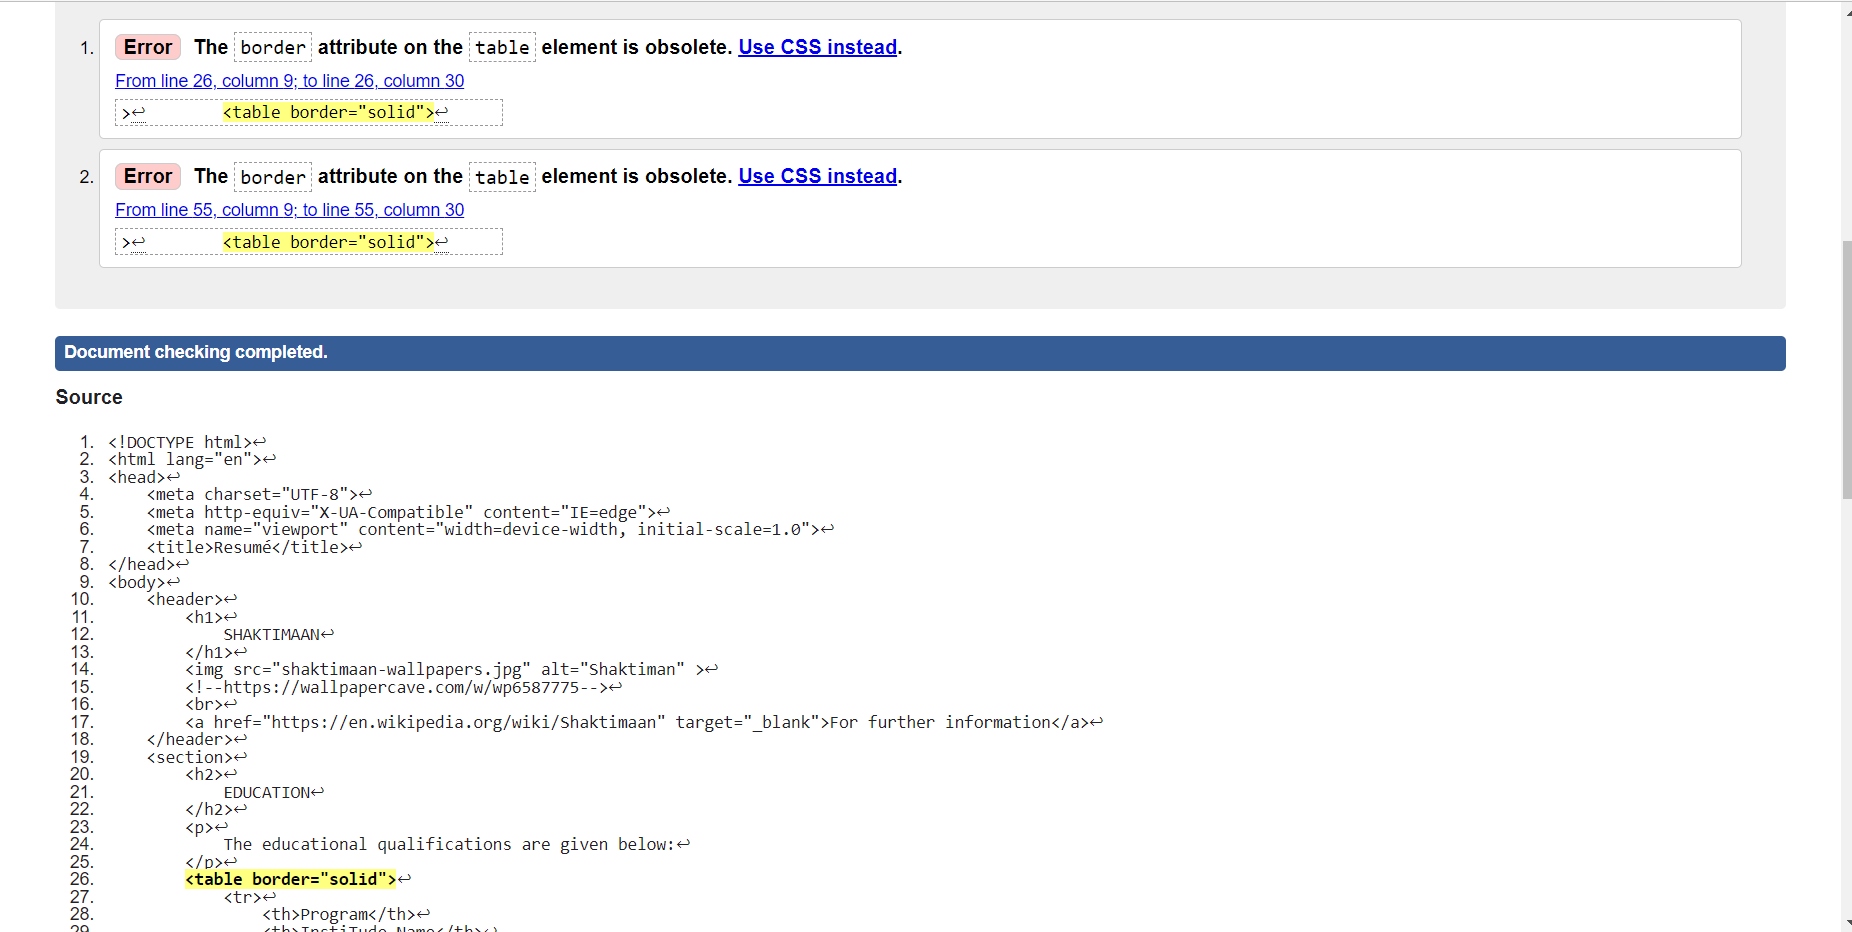 1. Error The border attribute on the table element is obsolete. Use CSS instead.
From line 26, column 9; to line 26, column 30
>↩        <table border="solid">↩
2. Error The border attribute on the table element is obsolete. Use CSS instead.
From line 55, column 9; to line 55, column 30
>↩        <table border="solid">↩
Document checking completed.
Source
1. <!DOCTYPE html>↩
2. <html lang="en">↩
3. <head>↩
4.     <meta charset="UTF-8">↩
5.     <meta http-equiv="X-UA-Compatible" content="IE=edge">↩
6.     <meta name="viewport" content="width=device-width, initial-scale=1.0">↩
7.     <title>Resumé</title>↩
8. </head>↩
9. <body>↩
10.     <header>↩
11.         <h1>↩
12.             SHAKTIMAAN↩
13.         </h1>↩
14.         <img src="shaktimaan-wallpapers.jpg" alt="Shaktiman" >↩
15.         <!--https://wallpapercave.com/w/wp6587775-->↩
16.         <br>↩
17.         <a href="https://en.wikipedia.org/wiki/Shaktimaan" target="_blank">For further information</a>↩
18.     </header>↩
19.     <section>↩
20.         <h2>↩
21.             EDUCATION↩
22.         </h2>↩
23.         <p>↩
24.             The educational qualifications are given below:↩
25.         </p>↩
26.         <table border="solid">↩
27.             <tr>↩
28.                 <th>Program</th>↩
29.                 <th>InstiTude Name</th>↩